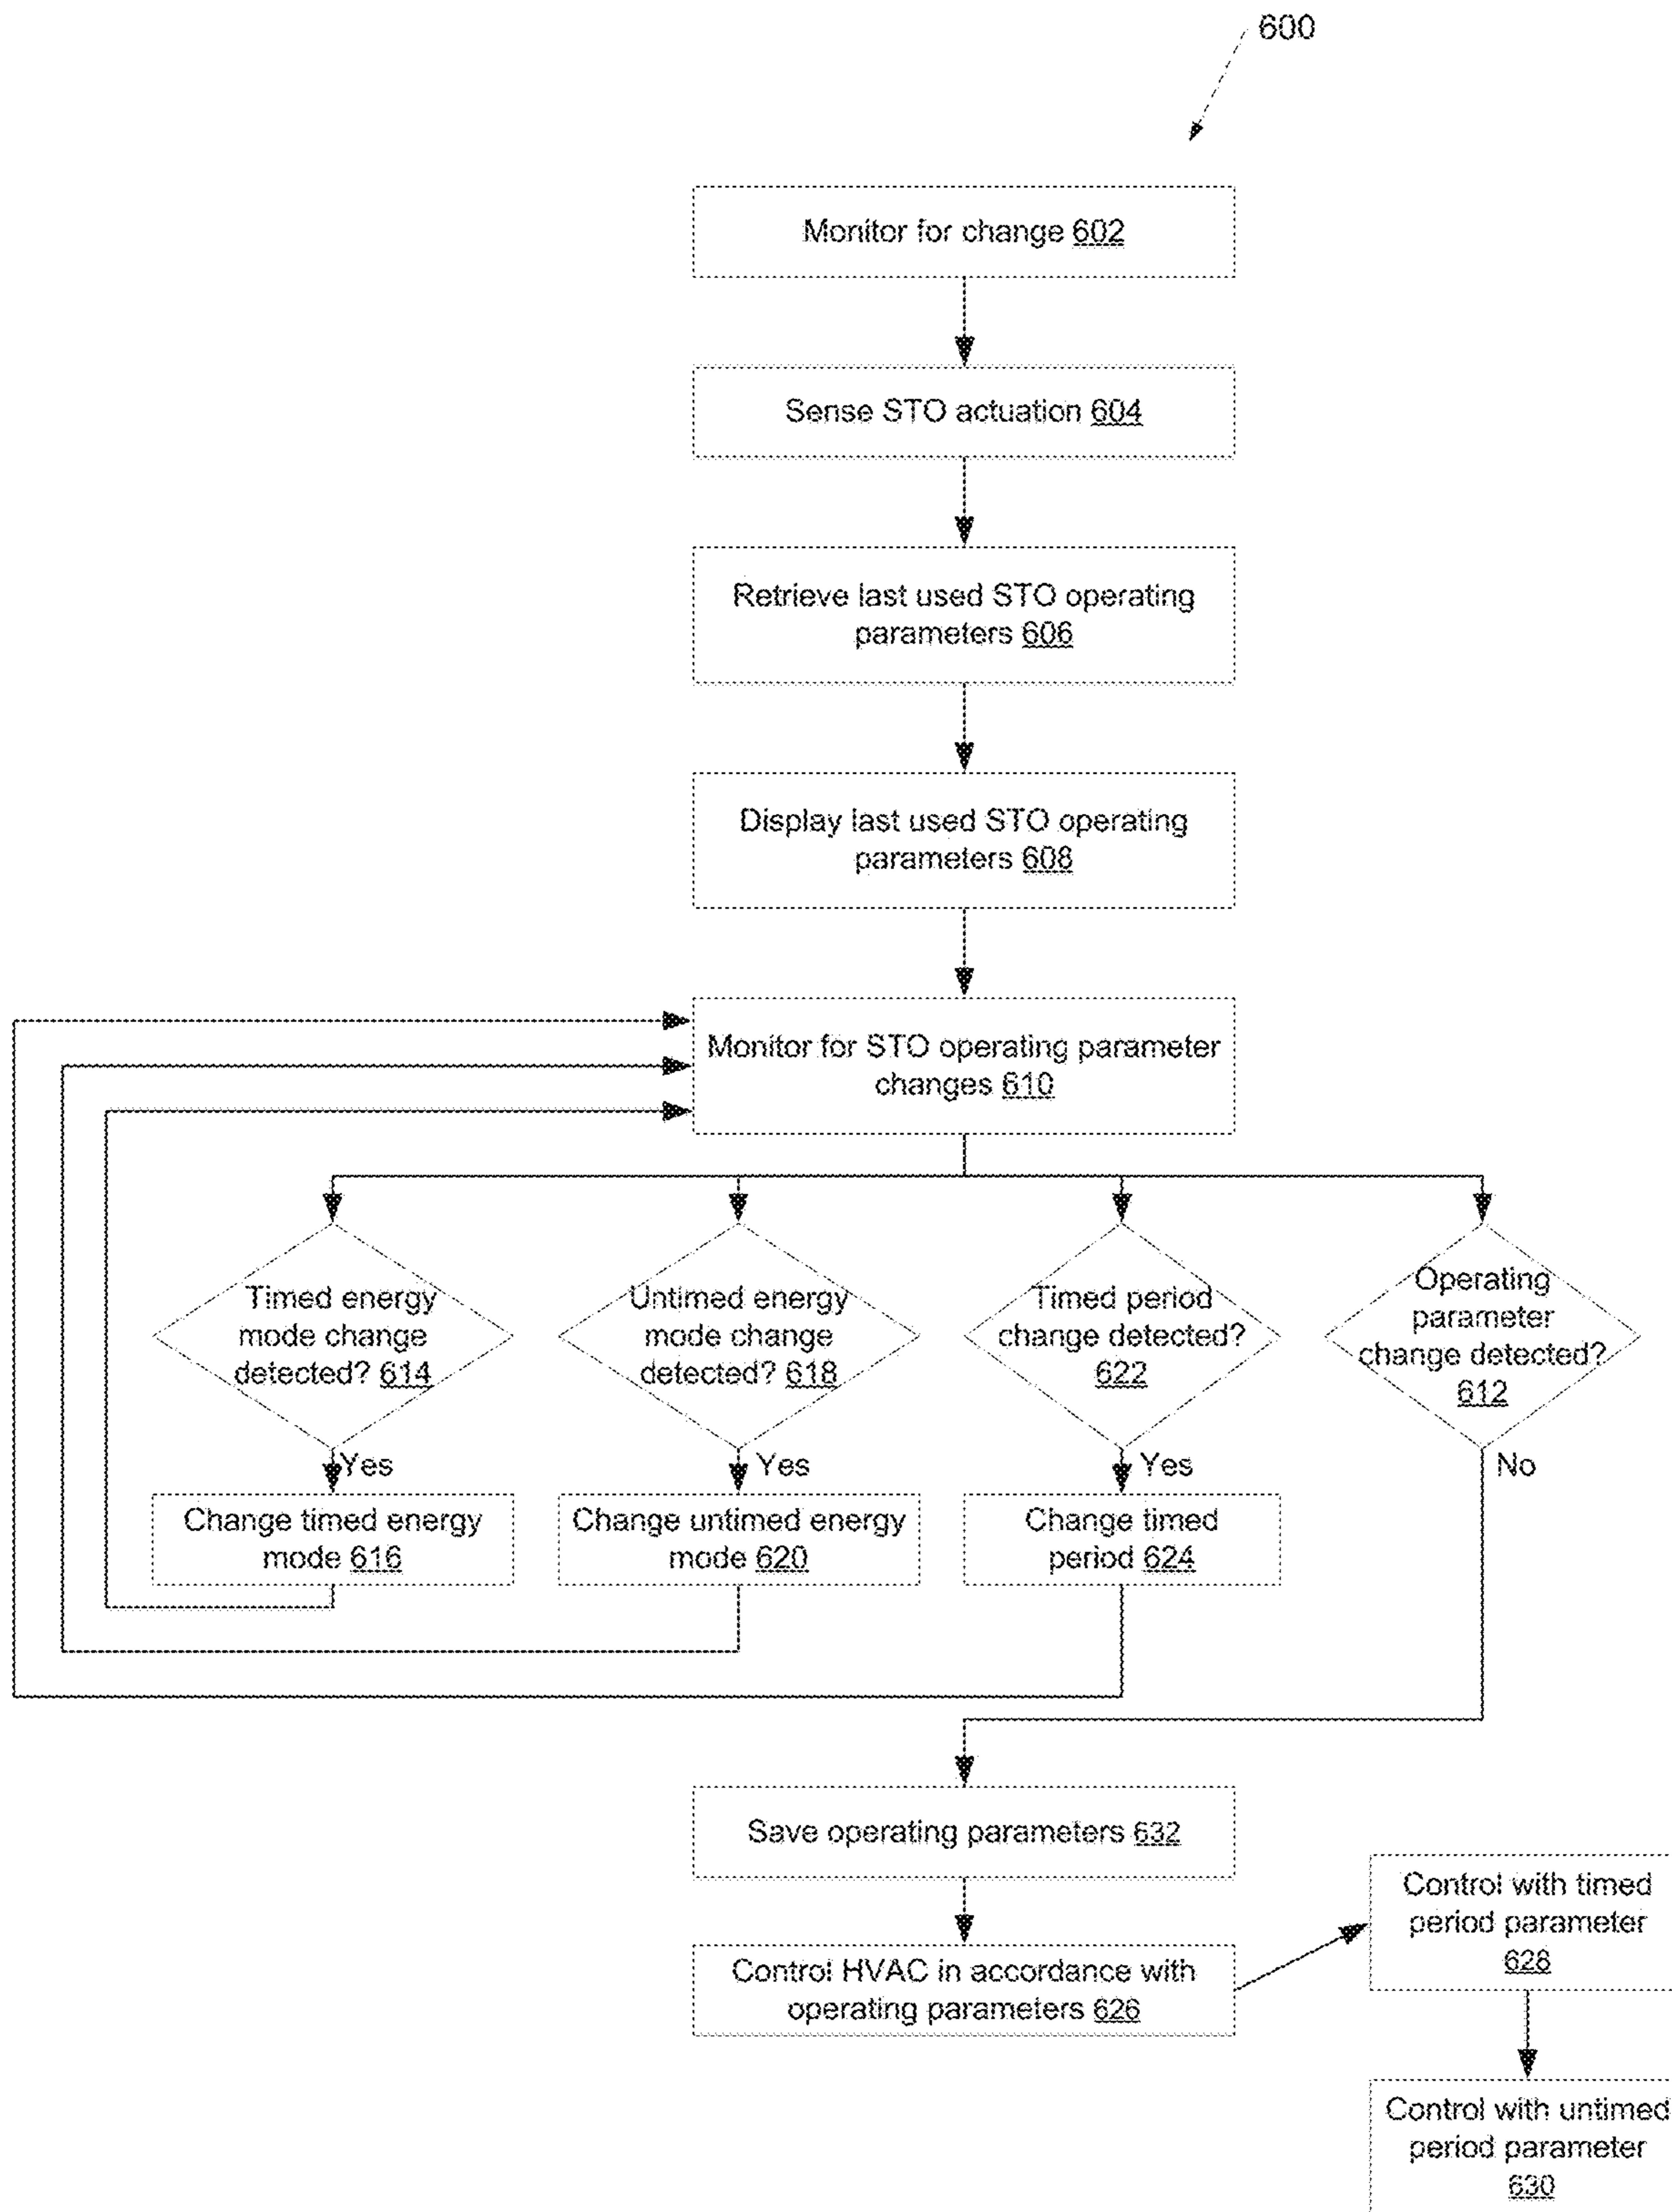 600
Monitor for change 602
Sense STO actuation 604
Retrieve last used STO operating
parameters 606
Display last used STO operating
parameters 608
Monitor for STO operating parameter
changes 610
Timed energy
mode change
detected? 614
Untimed energy
mode change
detected? 618
Timed period
change detected?
622
Operating
parameter
change detected?
612
Yes
Yes
Yes
No
Change timed energy
mode 616
Change untimed energy
mode 620
Change timed
period 624
Save operating parameters 632
Control HVAC in accordance with
operating parameters 626
Control with timed
period parameter
628
Control with untimed
period parameter
630